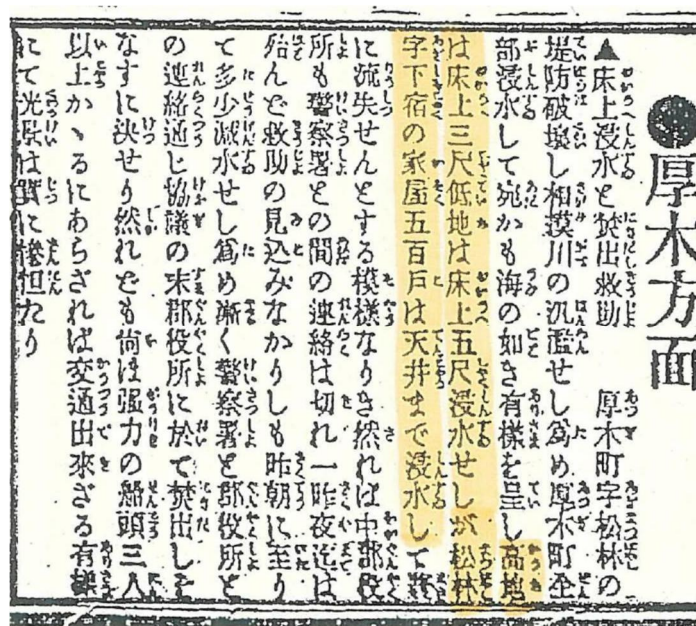 ●厚木方面
▲床上浸水と焚出救助　厚木町字松林の
堤防破壊し相摸川の氾濫せし爲め厚木町全
部浸水して宛かも海の如き有樣を呈し高地
は床上三尺低地は床上五尺浸水せしが松林
字下宿の家屋五百戸は天井まで浸水して將
に流失せんとする模樣なりき然れば中郡役
所も警察署との間の連絡は切れ一昨夜迄は
殆んど救助の見込みなかりしも昨朝に至り
て多少減水せし爲め漸く警察署と郡役所と
の連絡通じ協議の末郡役所に於て焚出しを
なすに决せり然れども尚ほ强力の船頭三人
以上かゝるにあらざれば交通出來ざる有樣
にて光景は實に慘怛たり